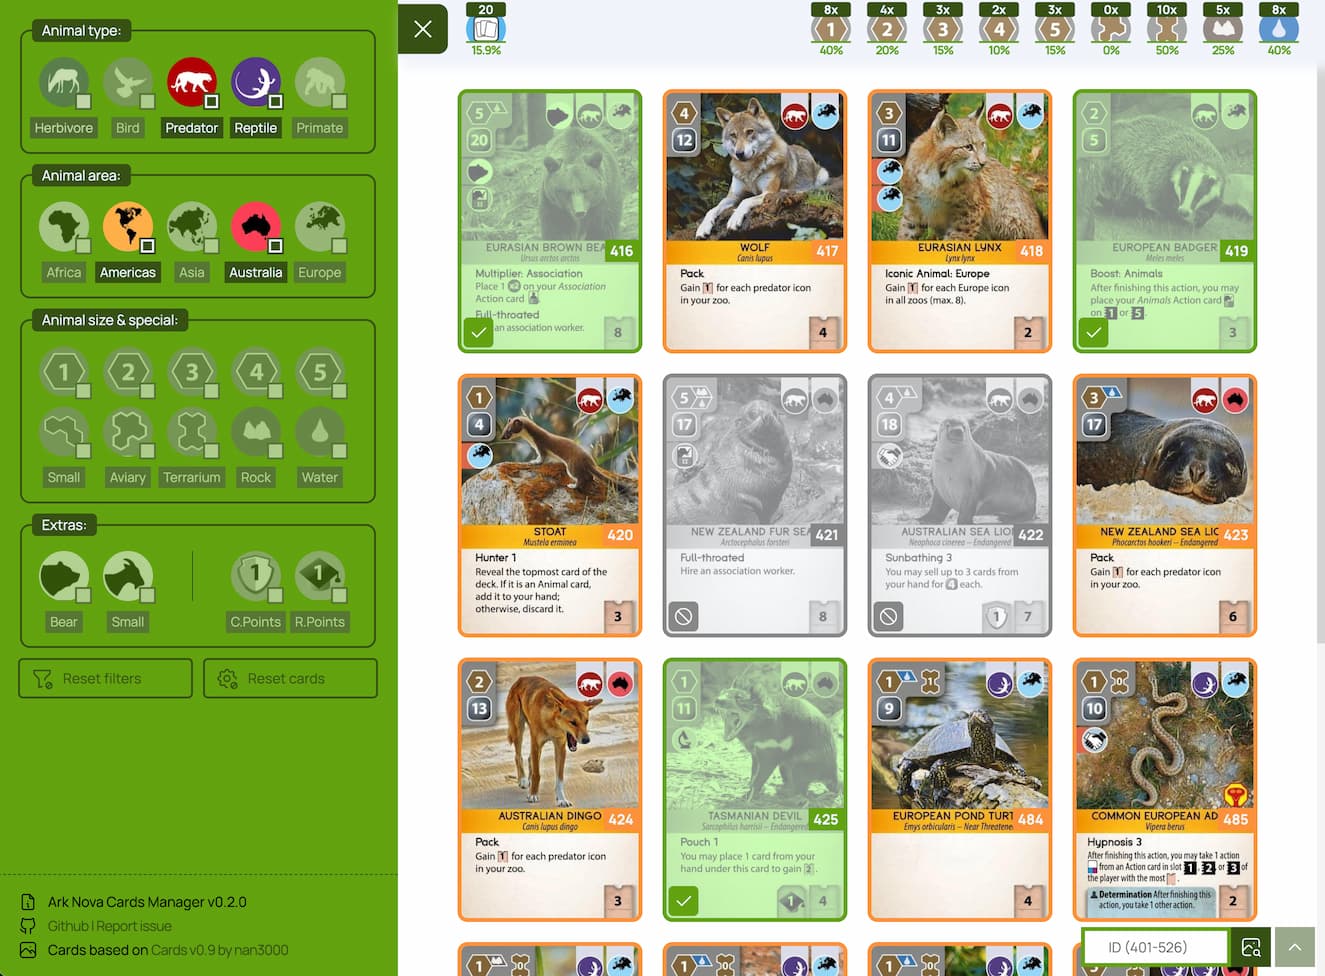 Animal type:
Herbivore
Bird
Predator
Reptile
Primate
Animal area:
Africa
Americas
Asia
Australia
Europe
Animal size & special:
1
2
3
4
5
Small
Aviary
Terrarium
Rock
Water
Extras:
1
1
Bear
Small
C.Points
R.Points
Reset filters
Reset cards
Ark Nova Cards Manager v0.2.0
Github | Report issue
Cards based on Cards v0.9 by nan3000
20
15.9%
8x
4x
3x
2x
3x
0x
10x
5x
8x
1
2
3
4
5
40%
20%
15%
10%
15%
0%
50%
25%
40%
5
20
EURASIAN BROWN BEA
416
Ursus arctos arctos
Multiplier: Association
Place 1 x2 on your Association
Action card
Full-throated
an association worker.
8
4
12
WOLF
417
Canis lupus
Pack
Gain 1 for each predator icon
in your zoo.
4
3
11
EURASIAN LYNX
418
Lynx lynx
Iconic Animal: Europe
Gain 1 for each Europe icon
in all zoos (max. 8).
2
2
5
EUROPEAN BADGER
419
Meles meles
Boost: Animals
After finishing this action, you may
place your Animals Action card
on 1 or 5.
3
1
4
STOAT
420
Mustela erminea
Hunter 1
Reveal the topmost card of the
deck. If it is an Animal card,
add it to your hand;
otherwise, discard it.
3
5
17
NEW ZEALAND FUR SEA
421
Arctocephalus forsteri
Full-throated
Hire an association worker.
8
4
18
AUSTRALIAN SEA LIO
422
Neophoca cinerea – Endangered
Sunbathing 3
You may sell up to 3 cards from
your hand for 4 each.
1
7
3
17
NEW ZEALAND SEA LIC
423
Phocarctos hookeri – Endangered
Pack
Gain 1 for each predator icon
in your zoo.
6
2
13
AUSTRALIAN DINGO
424
Canis lupus dingo
Pack
Gain 1 for each predator icon
in your zoo.
3
1
11
TASMANIAN DEVIL
425
Sarcophilus harrisii – Endangered
Pouch 1
You may place 1 card from your
hand under this card to gain 2.
1
4
1
1
9
EUROPEAN POND TURT
484
Emys orbicularis – Near Threatene
4
1
0
10
COMMON EUROPEAN AD
485
Vipera berus
Hypnosis 3
After finishing this action, you may take 1 action
from an Action card in slot 1, 2, or 3 of
the player with the most
Determination After finishing this
action, you take 1 other action.
2
1
1
1
ID (401-526)